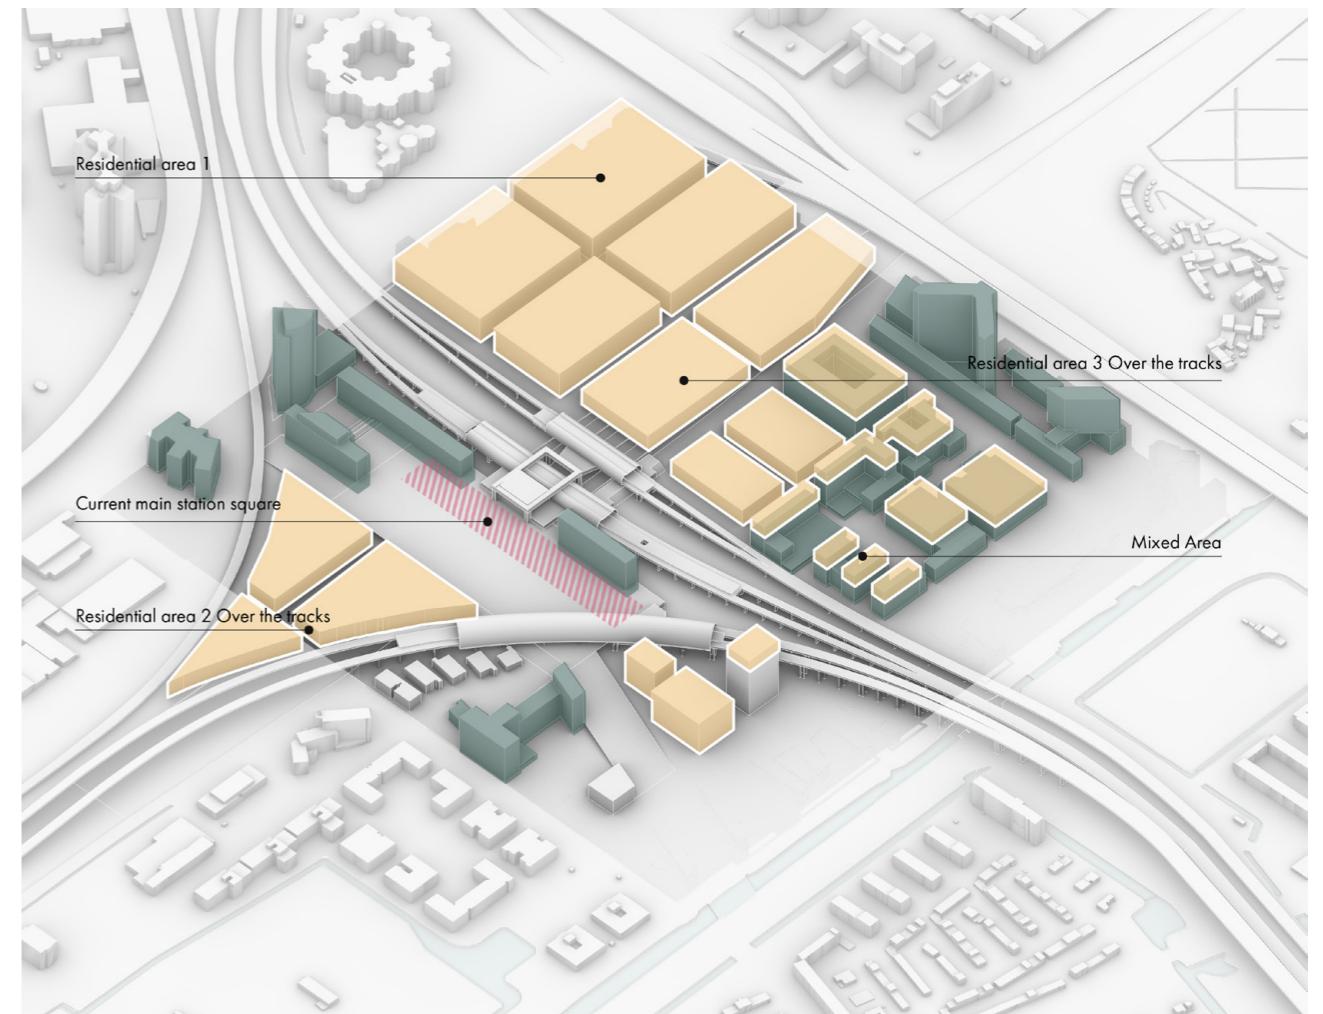 Residential area 1
Residential area 3 Over the tracks
Current main station square
Mixed Area
Residential area 2 Over the tracks